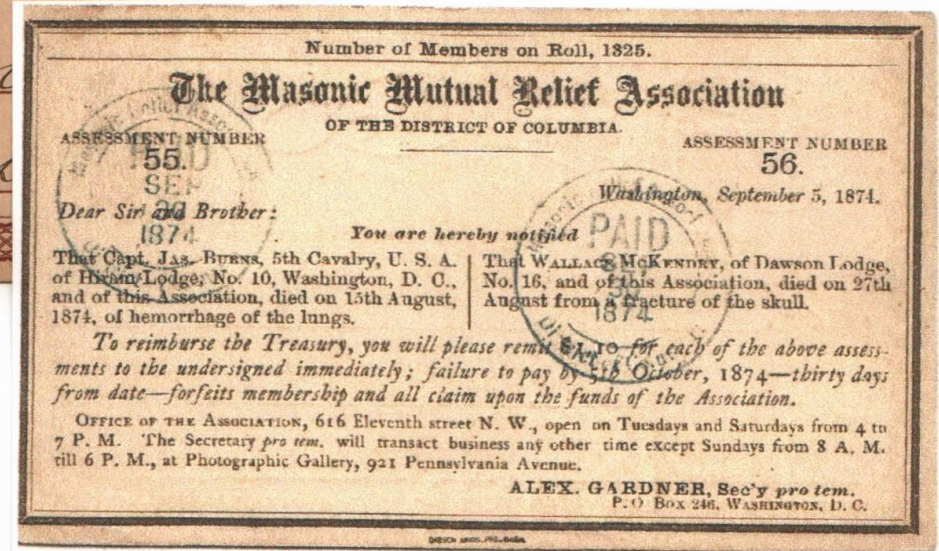 Number of Members on Roll, 1325.
The Masonic Mutual Relief Association
OF THE DISTRICT OF COLUMBIA.
ASSESSMENT NUMBER
55.
ASSESSMENT NUMBER
56.
Washington, September 5, 1874.
Dear Sir and Brother:
You are hereby notified
That Capt. JAS. BURNS, 5th Cavalry, U. S. A.
of Hiram Lodge, No. 10, Washington, D. C.,
and of this Association, died on 15th August,
1874, of hemorrhage of the lungs.
That WALLACE MCKENDRY, of Dawson Lodge,
No. 16, and of this Association, died on 27th
August from a fracture of the skull.
To reimburse the Treasury, you will please remit $1.10 for each of the above assess-
ments to the undersigned immediately; failure to pay by 5th October, 1874—thirty days
from date—forfeits membership and all claim upon the funds of the Association.
OFFICE OF THE ASSOCIATION, 616 Eleventh street N. W., open on Tuesdays and Saturdays from 4 to
7 P. M. The Secretary pro tem. will transact business any other time except Sundays from 8 A. M.
till 6 P. M., at Photographic Gallery, 921 Pennsylvania Avenue.
ALEX. GARDNER, Sec'y pro tem.
P. O Box 246, WASHINGTON, D. C.
PAID
SEP
1874
PAID
1874